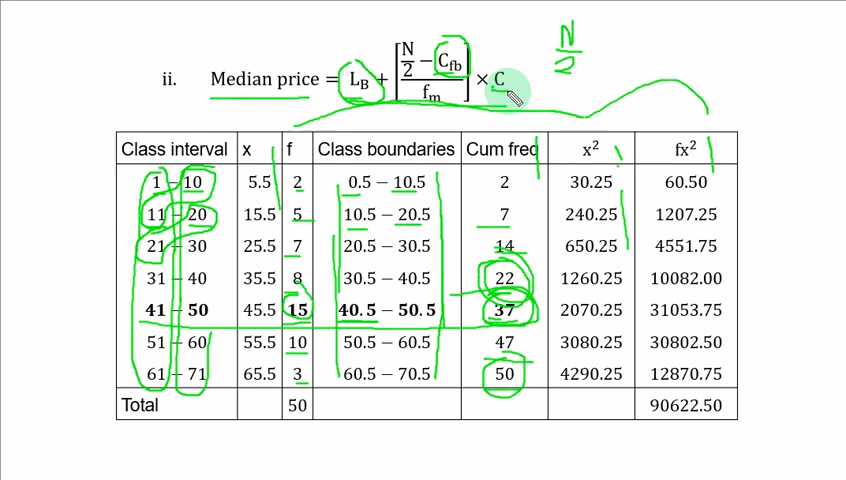 N
2
ii. Median price = L_B + [(N/2 − C_fb)/f_m] × C
Class interval x f Class boundaries Cum freq x² fx²
1 − 10 5.5 2 0.5 − 10.5 2 30.25 60.50
11 − 20 15.5 5 10.5 − 20.5 7 240.25 1207.25
21 − 30 25.5 7 20.5 − 30.5 14 650.25 4551.75
31 − 40 35.5 8 30.5 − 40.5 22 1260.25 10082.00
41 − 50 45.5 15 40.5 − 50.5 37 2070.25 31053.75
51 − 60 55.5 10 50.5 − 60.5 47 3080.25 30802.50
61 − 71 65.5 3 60.5 − 70.5 50 4290.25 12870.75
Total 50 90622.50